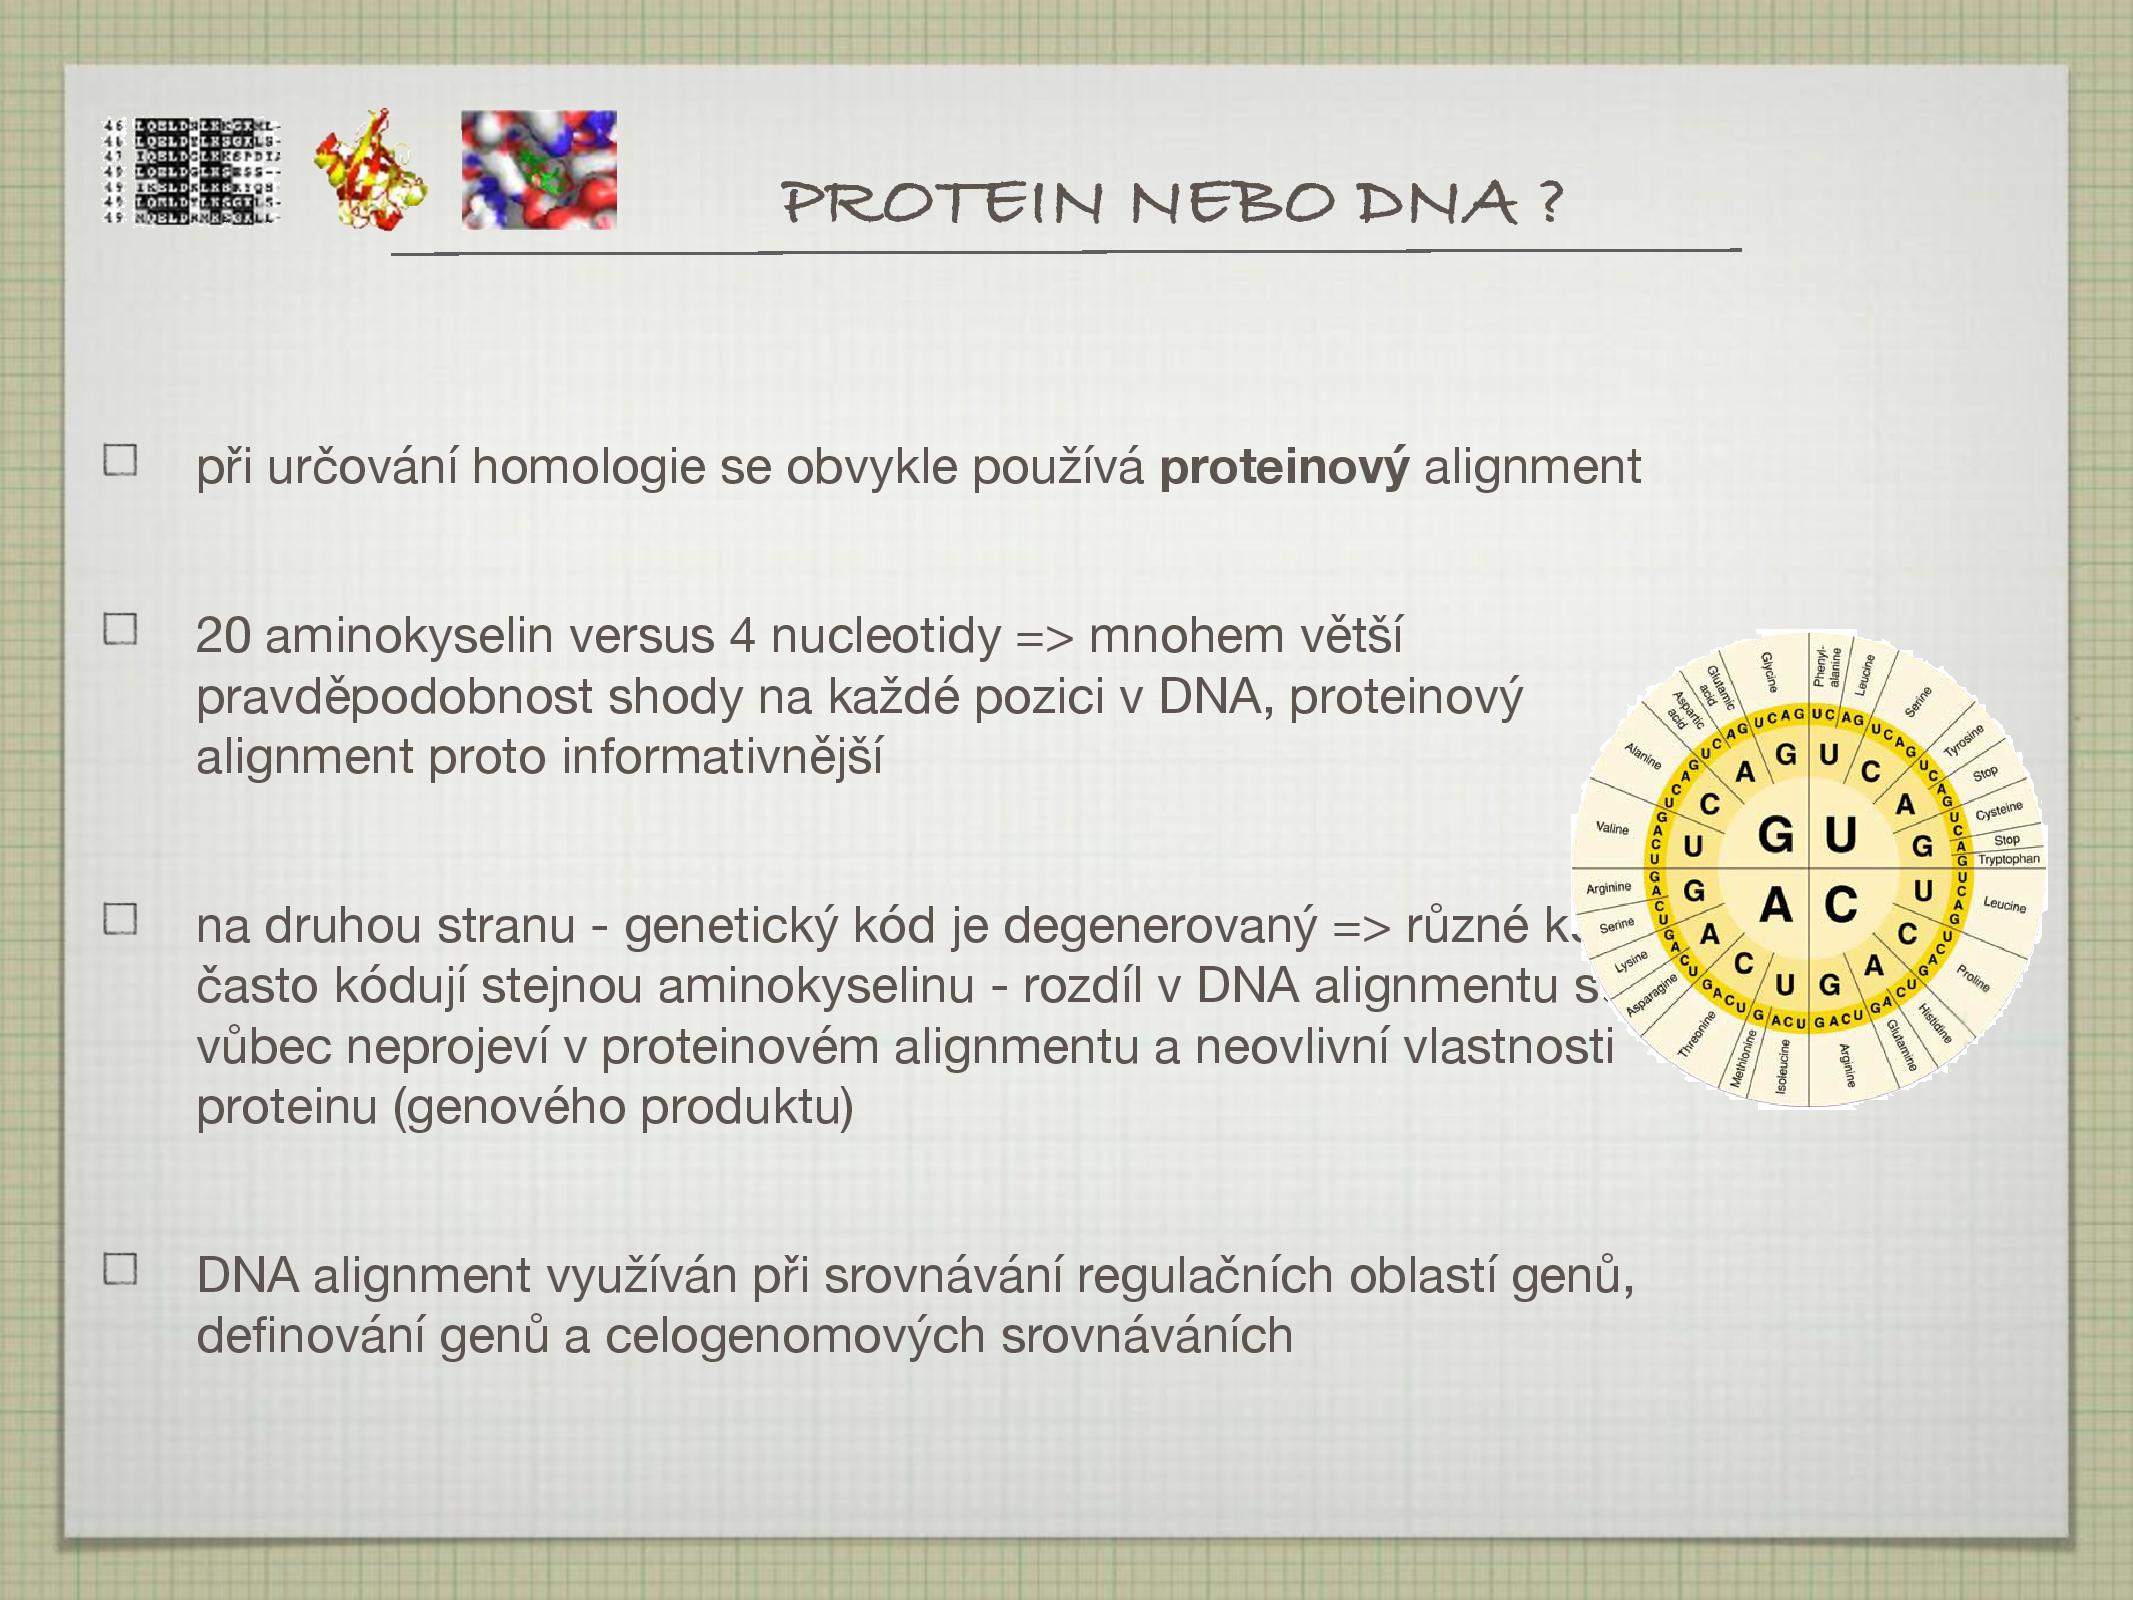 PROTEIN NEBO DNA ?
při určování homologie se obvykle používá proteinový alignment
20 aminokyselin versus 4 nucleotidy => mnohem větší
pravděpodobnost shody na každé pozici v DNA, proteinový
alignment proto informativnější
na druhou stranu - genetický kód je degenerovaný => různé
často kódují stejnou aminokyselinu - rozdíl v DNA alignmentu
vůbec neprojeví v proteinovém alignmentu a neovlivní vlastnosti
proteinu (genového produktu)
DNA alignment využíván při srovnávání regulačních oblastí genů,
definování genů a celogenomových srovnáváních
Glycine
Phenyl-
alanine
Leucine
Serine
Tyrosine
Stop
Cysteine
Stop
Tryptophan
Leucine
Proline
Histidine
Glutamine
Arginine
Isoleucine
Methionine
Threonine
Asparagine
Lysine
Serine
Arginine
Valine
Alanine
Aspartic
acid
Glutamic
acid
G U
A C